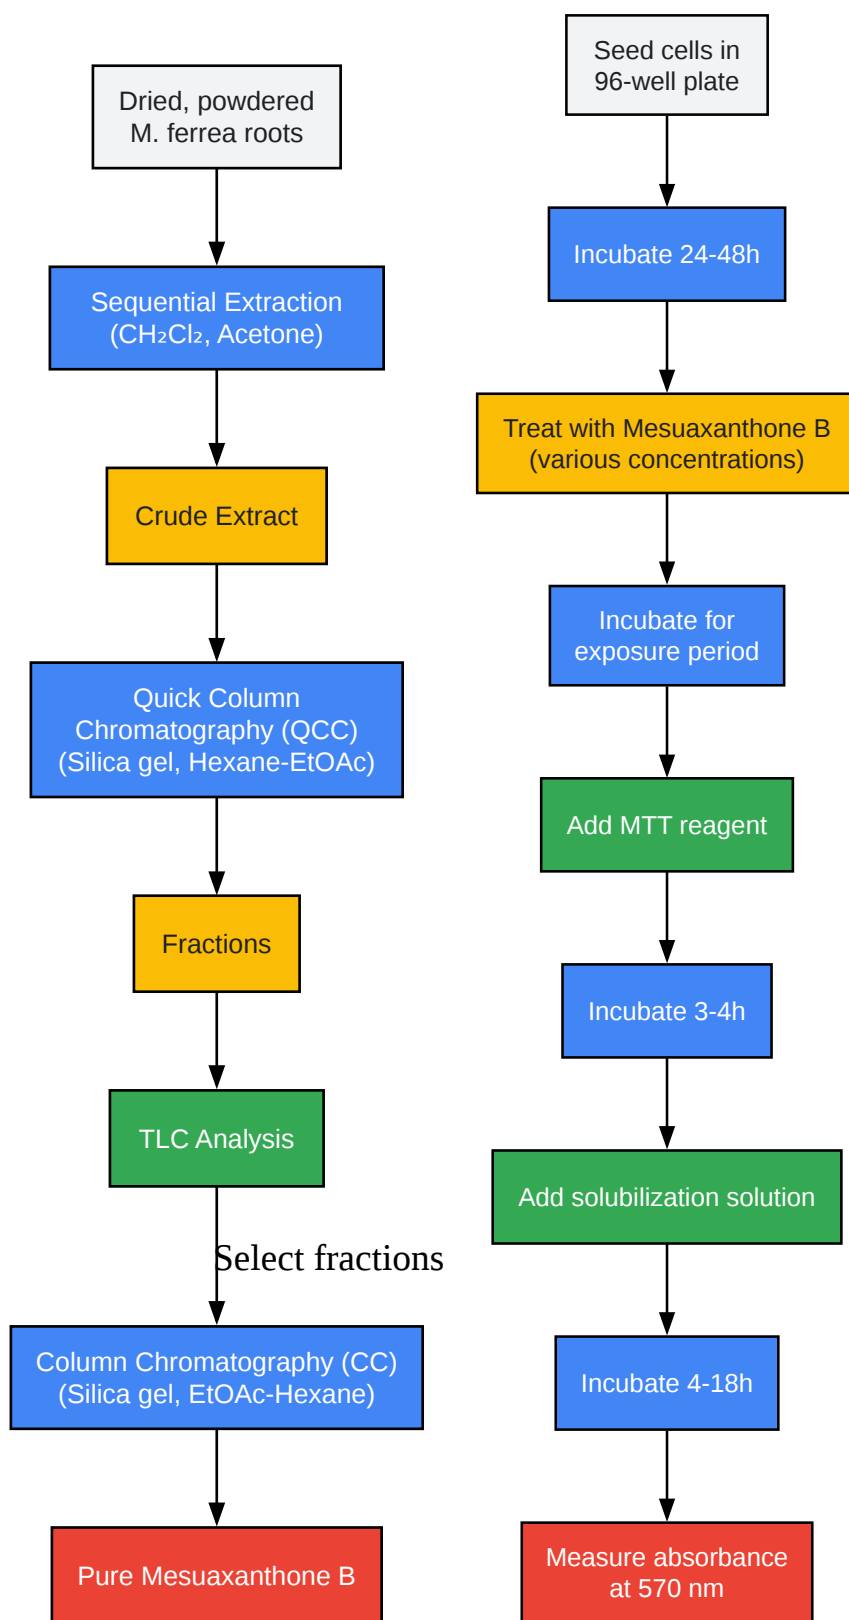 Dried, powdered
M. ferrea roots
Sequential Extraction
(CH₂Cl₂, Acetone)
Crude Extract
Quick Column
Chromatography (QCC)
(Silica gel, Hexane-EtOAc)
Fractions
TLC Analysis
Select fractions
Column Chromatography (CC)
(Silica gel, EtOAc-Hexane)
Pure Mesuaxanthone B
Seed cells in
96-well plate
Incubate 24-48h
Treat with Mesuaxanthone B
(various concentrations)
Incubate for
exposure period
Add MTT reagent
Incubate 3-4h
Add solubilization solution
Incubate 4-18h
Measure absorbance
at 570 nm